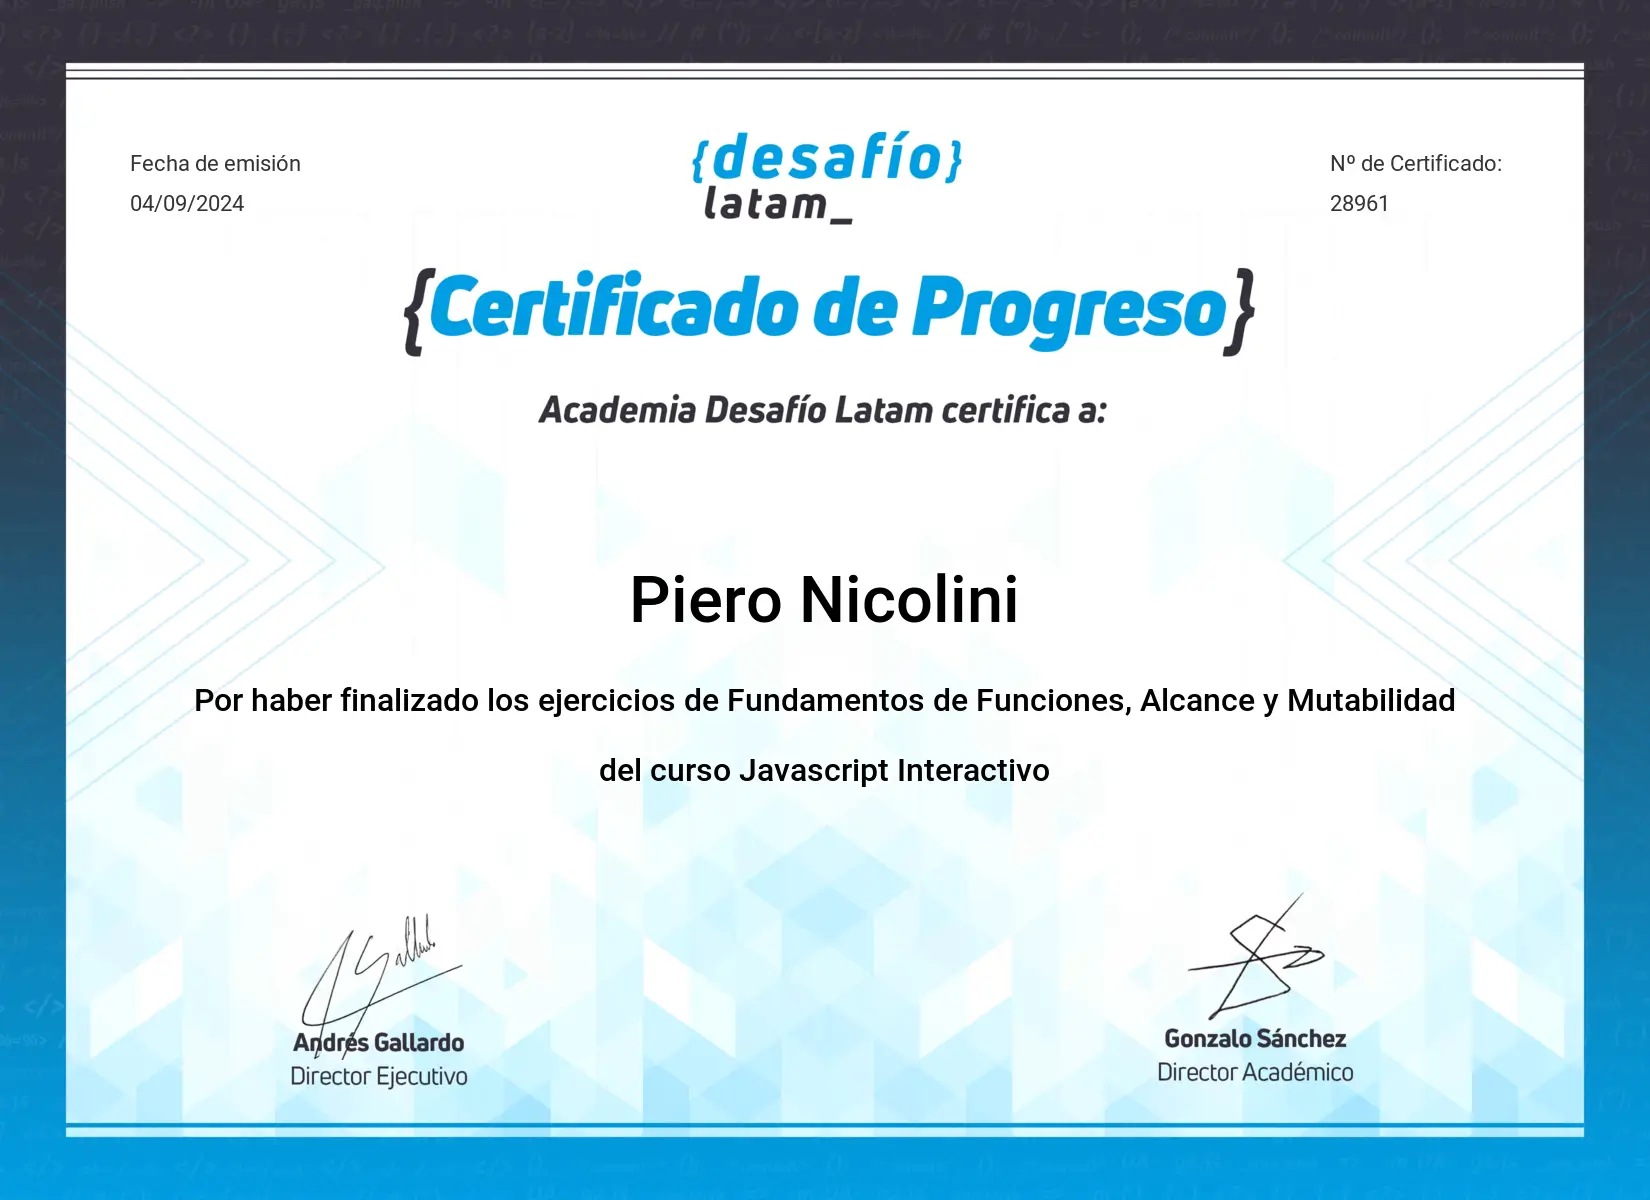 Fecha de emisión
04/09/2024
{desafío}
latam_
Nº de Certificado:
28961
{Certificado de Progreso}
Academia Desafío Latam certifica a:
Piero Nicolini
Por haber finalizado los ejercicios de Fundamentos de Funciones, Alcance y Mutabilidad
del curso Javascript Interactivo
Andrés Gallardo
Director Ejecutivo
Gonzalo Sánchez
Director Académico